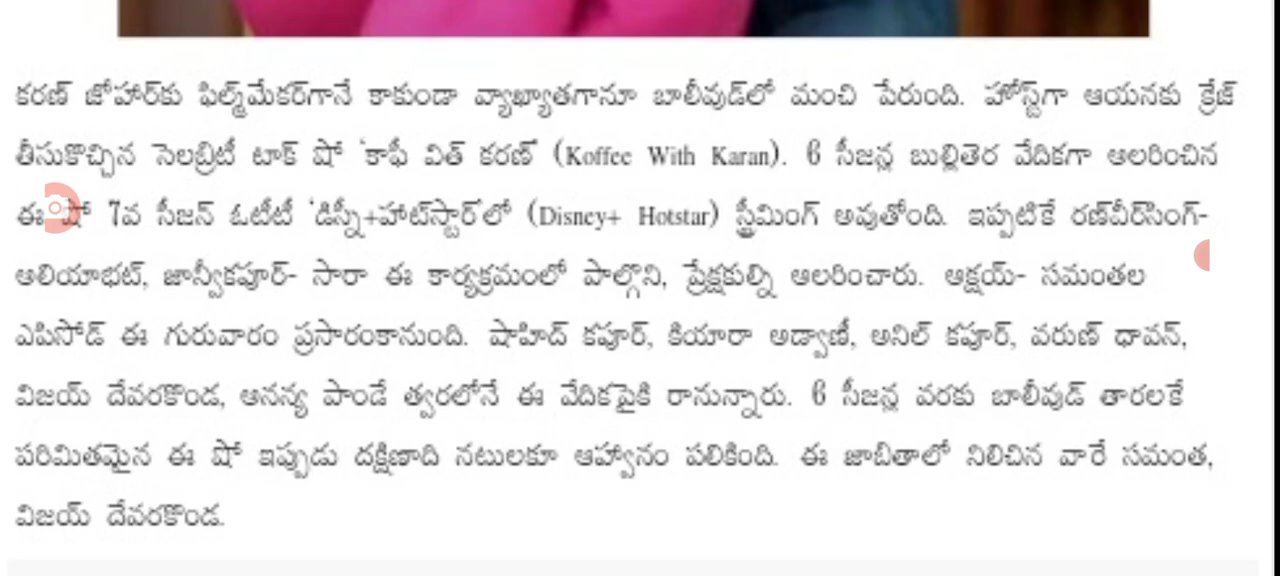 కరణ్ జోహార్‌కు ఫిల్మ్‌మేకర్‌గానే కాకుండా వ్యాఖ్యాతగానూ బాలీవుడ్‌లో మంచి పేరుంది. హోస్ట్‌గా ఆయనకు క్రేజ్
తీసుకొచ్చిన సెలబ్రిటీ టాక్ షో ‘కాఫీ విత్ కరణ్’ (Koffee With Karan). 6 సీజన్ల బుల్లితెర వేదికగా అలరించిన
ఈ షో 7వ సీజన్ ఓటీటీ ‘డిస్నీ+హాట్‌స్టార్’లో (Disney+ Hotstar) స్ట్రీమింగ్ అవుతోంది. ఇప్పటికే రణ్‌వీర్‌సింగ్-
ఆలియాభట్, జాన్వీకపూర్- సారా ఈ కార్యక్రమంలో పాల్గొని, ప్రేక్షకుల్ని అలరించారు. ఆక్షయ్- సమంతల
ఎపిసోడ్ ఈ గురువారం ప్రసారంకానుంది. షాహిద్ కపూర్, కియారా అడ్వాణీ, అనిల్ కపూర్, వరుణ్ ధావన్,
విజయ్ దేవరకొండ, అనన్య పాండే త్వరలోనే ఈ వేదికపైకి రానున్నారు. 6 సీజన్ల వరకు బాలీవుడ్ తారలకే
పరిమితమైన ఈ షో ఇప్పుడు దక్షిణాది నటులకూ ఆహ్వానం పలికింది. ఈ జాబితాలో నిలిచిన వారే సమంత,
విజయ్ దేవరకొండ.